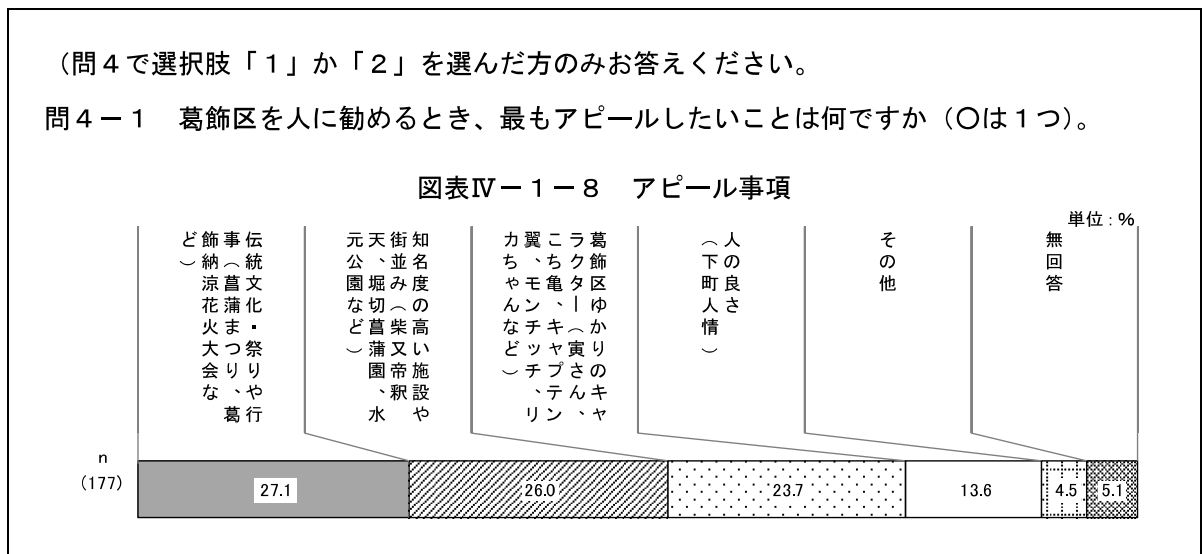 (問4で選択肢「1」か「2」を選んだ方のみお答えください。
問4-1 葛飾区を人に勧めるとき、最もアピールしたいことは何ですか(○は1つ)。
図表Ⅳ-1-8 アピール事項
単位:%
伝統文化・祭りや行
事(菖蒲まつり、葛
飾納涼花火大会な
ど)
知名度の高い施設や
街並み(柴又帝釈
天、堀切菖蒲園、水
元公園など)
葛飾区ゆかりのキャ
ラクター(寅さん、
こち亀、キャプテン
翼、モンチッチ、リ
カちゃんなど)
人の良さ
(下町人情)
その他
無回答
n
(177)
27.1
26.0
23.7
13.6
4.5
5.1